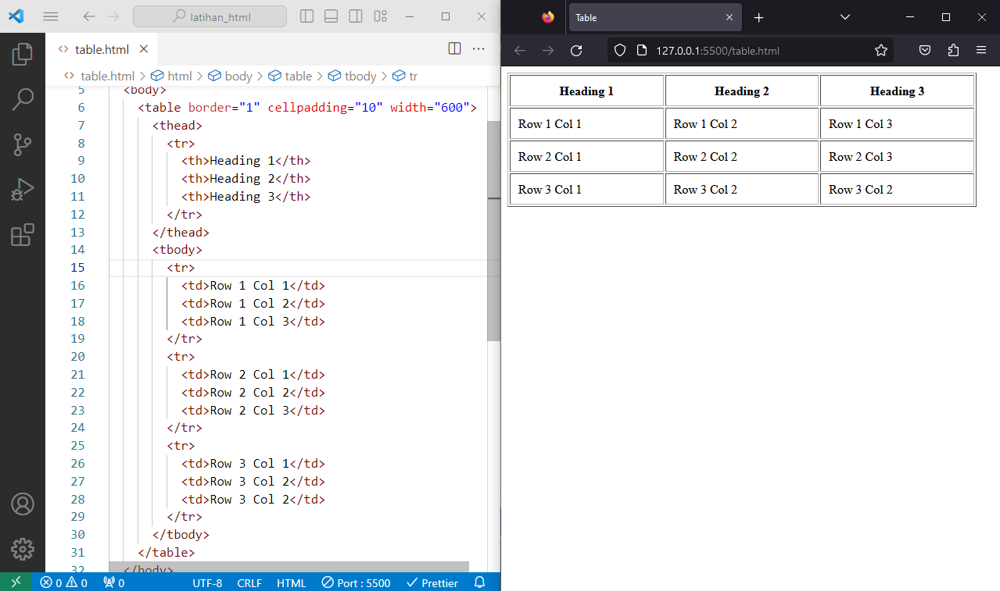 latihan_html
table.html
table.html > html > body > table > tbody > tr
5 <body>
6 <table border="1" cellpadding="10" width="600">
7 <thead>
8 <tr>
9 <th>Heading 1</th>
10 <th>Heading 2</th>
11 <th>Heading 3</th>
12 </tr>
13 </thead>
14 <tbody>
15 <tr>
16 <td>Row 1 Col 1</td>
17 <td>Row 1 Col 2</td>
18 <td>Row 1 Col 3</td>
19 </tr>
20 <tr>
21 <td>Row 2 Col 1</td>
22 <td>Row 2 Col 2</td>
23 <td>Row 2 Col 3</td>
24 </tr>
25 <tr>
26 <td>Row 3 Col 1</td>
27 <td>Row 3 Col 2</td>
28 <td>Row 3 Col 2</td>
29 </tr>
30 </tbody>
31 </table>
32 </body>
0 0 0 UTF-8 CRLF HTML Port : 5500 Prettier
Table
127.0.0.1:5500/table.html
Heading 1 Heading 2 Heading 3
Row 1 Col 1 Row 1 Col 2 Row 1 Col 3
Row 2 Col 1 Row 2 Col 2 Row 2 Col 3
Row 3 Col 1 Row 3 Col 2 Row 3 Col 2